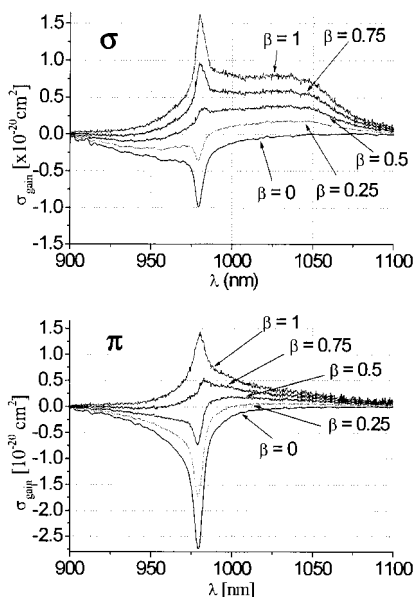 σ
β = 1
β = 0.75
β = 0.5
β = 0.25
β = 0
σgain [x10-20 cm2]
1.5
1.0
0.5
0.0
-0.5
-1.0
-1.5
900 950 1000 1050 1100
λ (nm)
π
β = 1
β = 0.75
β = 0.5
β = 0.25
β = 0
σgain [10-20 cm2]
1.5
1.0
0.5
0.0
-0.5
-1.0
-1.5
-2.0
-2.5
900 950 1000 1050 1100
λ [nm]